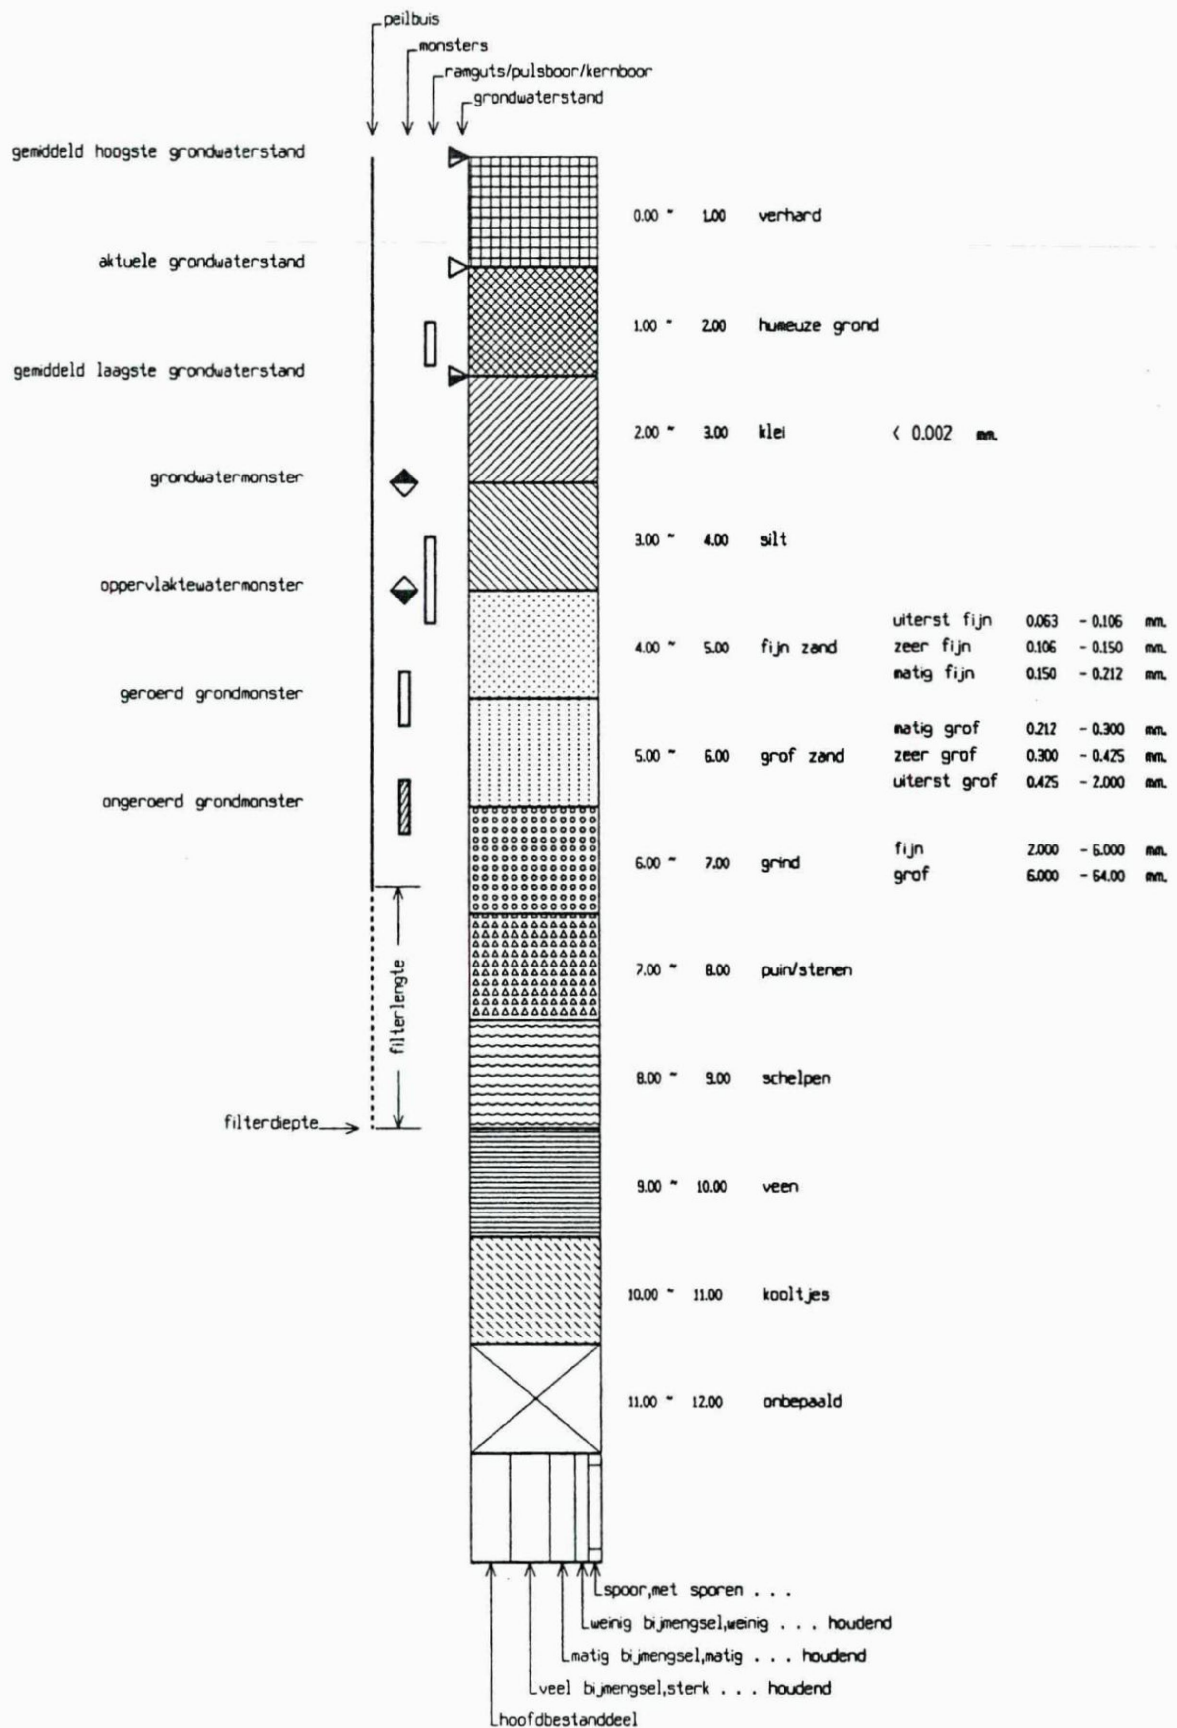 peilbuis
monsters
ramguts/pulsboor/kernboor
grondwaterstand
gemiddeld hoogste grondwaterstand
0.00 ~ 1.00 verhard
aktuele grondwaterstand
1.00 ~ 2.00 humeuze grond
gemiddeld laagste grondwaterstand
2.00 ~ 3.00 klei < 0.002 mm.
grondwatermonster
3.00 ~ 4.00 silt
oppervlaktewatermonster
uiterst fijn 0.063 - 0.106 mm.
4.00 ~ 5.00 fijn zand zeer fijn 0.106 - 0.150 mm.
matig fijn 0.150 - 0.212 mm.
geroerd grondmonster
matig grof 0.212 - 0.300 mm.
5.00 ~ 6.00 grof zand zeer grof 0.300 - 0.425 mm.
uiterst grof 0.425 - 2.000 mm.
ongeroerd grondmonster
fijn 2.000 - 6.000 mm.
6.00 ~ 7.00 grind
grof 6.000 - 64.00 mm.
7.00 ~ 8.00 puin/stenen
filterlengte
8.00 ~ 9.00 schelpen
filterdiepte
9.00 ~ 10.00 veen
10.00 ~ 11.00 kooltjes
11.00 ~ 12.00 onbepaald
spoor,met sporen . . .
weinig bijmengsel,weinig . . . houdend
matig bijmengsel,matig . . . houdend
veel bijmengsel,sterk . . . houdend
hoofdbestanddeel